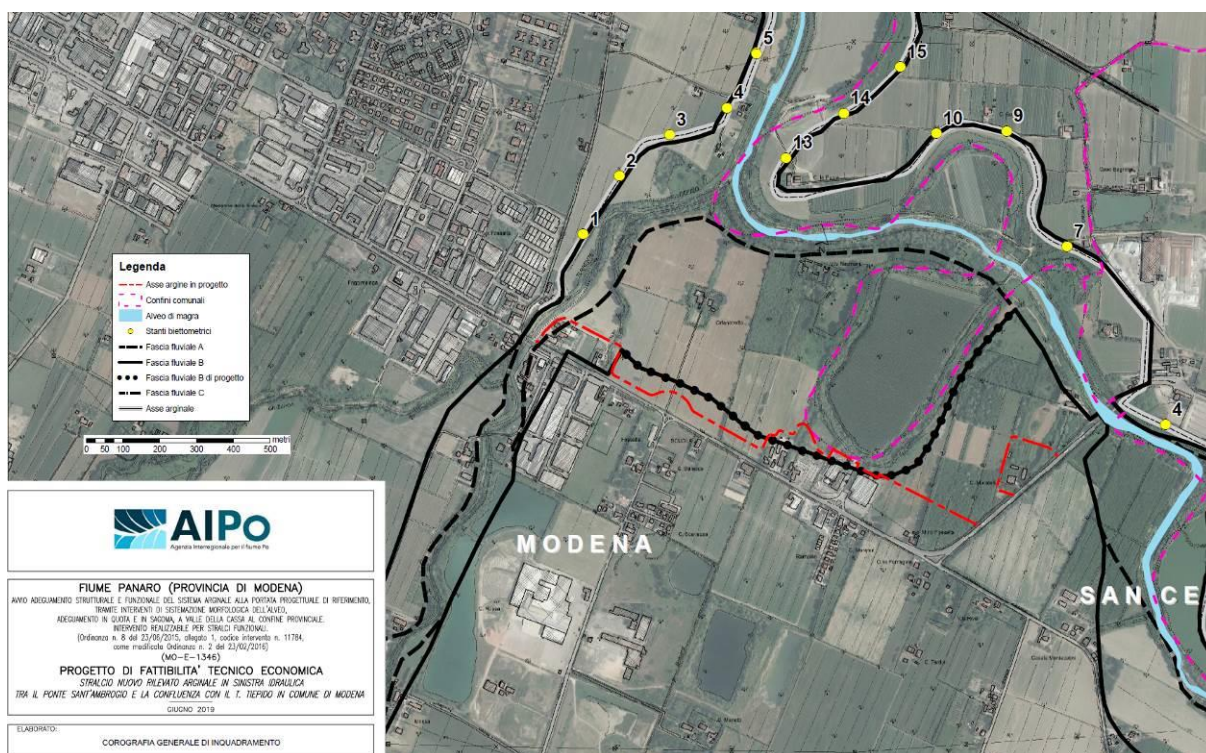 5
4
3
2
1
15
14
13
10
9
7
4
Legenda
Asse argine in progetto
Confini comunali
Alveo di magra
Stanti biettometrici
Fascia fluviale A
Fascia fluviale B
Fascia fluviale B di progetto
Fascia fluviale C
Asse arginale
metri
0 50 100 200 300 400 500
MODENA
SAN CE
AIPo
Agenzia Interregionale per il fiume Po
FIUME PANARO (PROVINCIA DI MODENA)
AVVIO ADEGUAMENTO STRUTTURALE E FUNZIONALE DEL SISTEMA ARGINALE ALLA PORTATA PROGETTUALE DI RIFERIMENTO,
TRAMITE INTERVENTI DI SISTEMAZIONE MORFOLOGICA DELL'ALVEO,
ADEGUAMENTO IN QUOTA E IN SAGOMA, A VALLE DELLA CASSA AL CONFINE PROVINCIALE.
INTERVENTO REALIZZABILE PER STRALCI FUNZIONALI.
(Ordinanza n. 8 del 23/06/2015, allegato 1, codice intervento n. 11784,
come modificata Ordinanza n. 2 del 23/02/2016)
(MO-E-1346)
PROGETTO DI FATTIBILITA' TECNICO ECONOMICA
STRALCIO NUOVO RILEVATO ARGINALE IN SINISTRA IDRAULICA
TRA IL PONTE SANT'AMBROGIO E LA CONFLUENZA CON IL T. TIEPIDO IN COMUNE DI MODENA
GIUGNO 2019
ELABORATO:
COROGRAFIA GENERALE DI INQUADRAMENTO